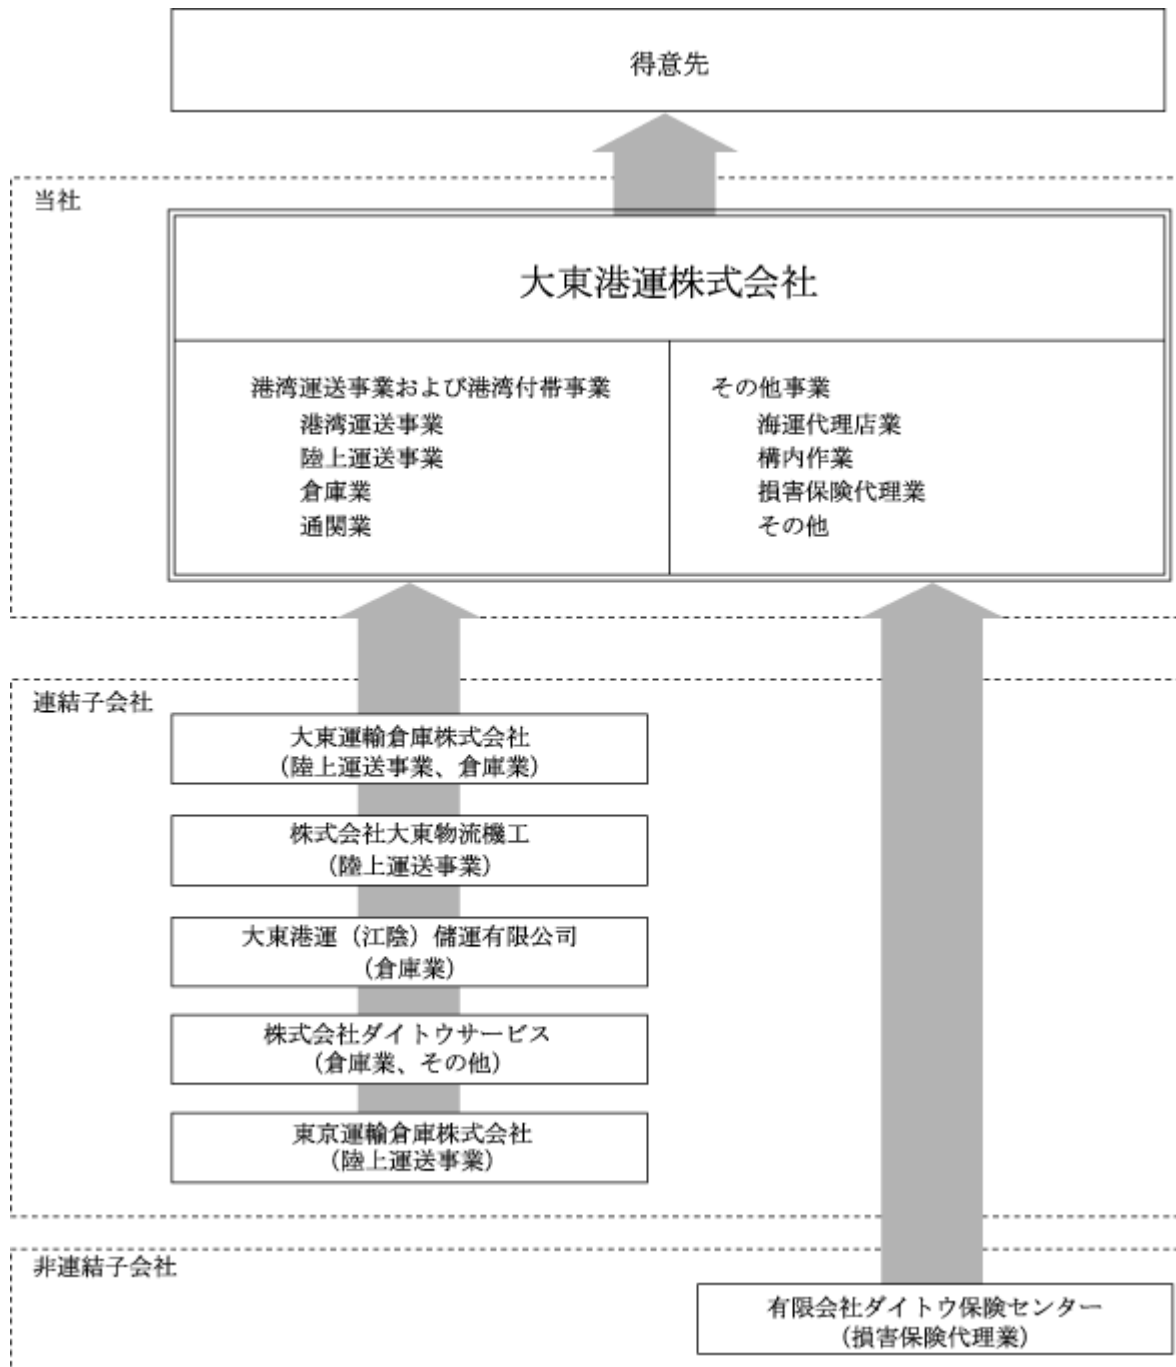 得意先
当社
大東港運株式会社
港湾運送事業および港湾付帯事業
港湾運送事業
陸上運送事業
倉庫業
通関業
その他事業
海運代理店業
構内作業
損害保険代理業
その他
連結子会社
大東運輸倉庫株式会社
（陸上運送事業、倉庫業）
株式会社大東物流機工
（陸上運送事業）
大東港運（江陰）儲運有限公司
（倉庫業）
株式会社ダイトウサービス
（倉庫業、その他）
東京運輸倉庫株式会社
（陸上運送事業）
非連結子会社
有限会社ダイトウ保険センター
（損害保険代理業）